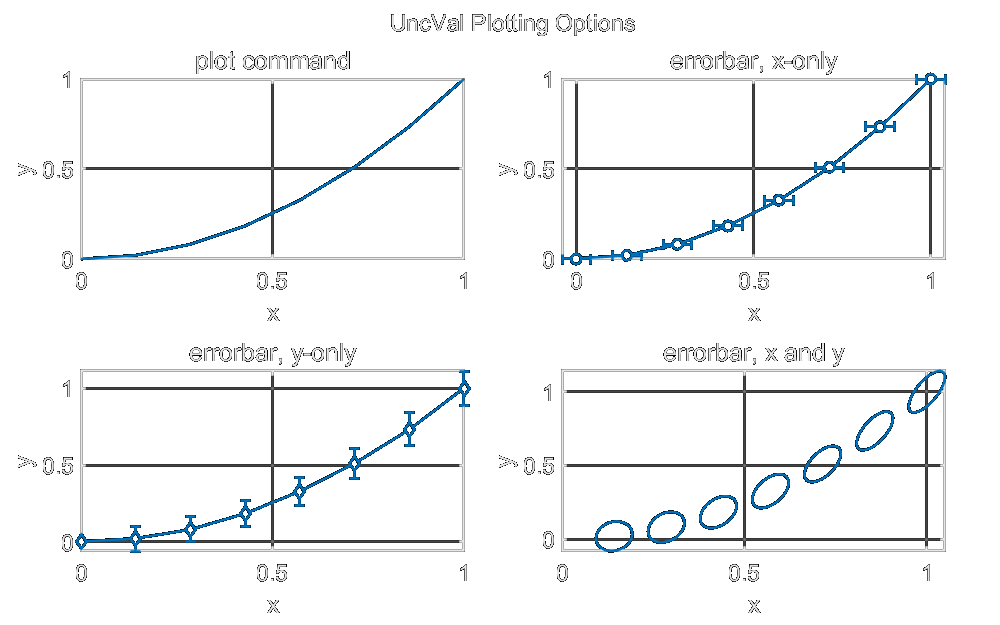 UncVal Plotting Options
plot command
1
0.5
0
y
0 0.5 1
x
errorbar, x-only
1
0.5
0
y
0 0.5 1
x
errorbar, y-only
1
0.5
0
y
0 0.5 1
x
errorbar, x and y
1
0.5
0
y
0 0.5 1
x